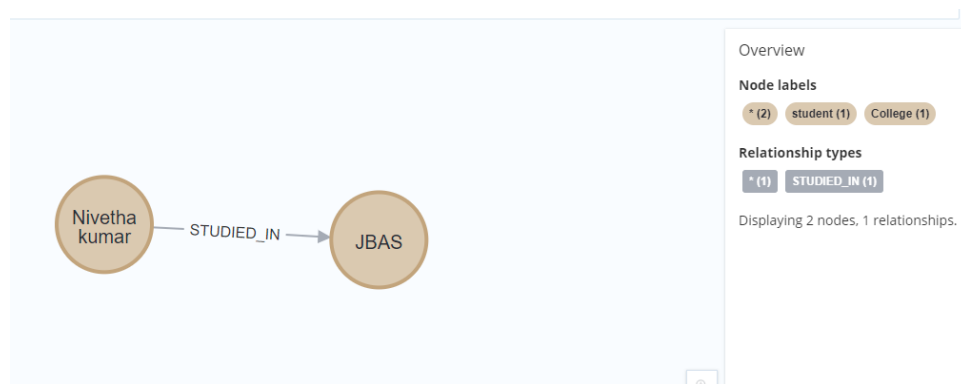 Nivetha
kumar
STUDIED_IN
JBAS
Overview
Node labels
* (2) student (1) College (1)
Relationship types
* (1) STUDIED_IN (1)
Displaying 2 nodes, 1 relationships.